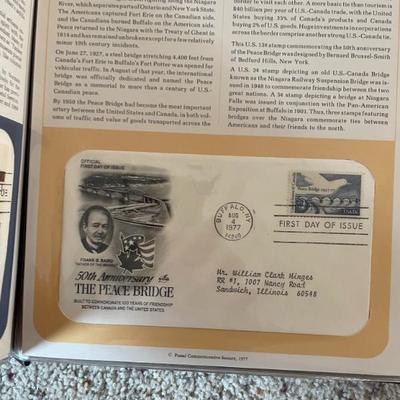 River, which separates part of Ontario and New York State.
The Americans captured Fort Erie on the Canadian side,
and the Canadians burned Buffalo on the American side.
Peace returned to the Niagara with the Treaty of Ghent in
1814 and has remained unbroken except for a few relatively
minor 19th century incidents.
On June 27, 1927, a steel bridge stretching 4,400 feet from
Canada's Fort Erie to Buffalo's Fort Porter was opened for
vehicular traffic. In August of that year, the international
bridge was officially dedicated and named the Peace
Bridge as a memorial to more than a century of U.S.-
Canadian peace.
By 1950 the Peace Bridge had become the most important
entry between the United States and Canada, in both vol-
ume of traffic and value of goods transported across the
border to visit each other. A more basic tie than tourism,
however, is U.S.-Canada trade, with the United
States buying 33% of Canada's products and Canada
buying 2% of U.S. goods. Huge investments in corporations
across the border comprise another strong U.S.-Canada tie.
This U.S. 13¢ stamp commemorating the 50th anniversary
of the Peace Bridge was designed by Bernard Brussel-Smith
of Bedford Hills, New York.
A U.S. 3¢ stamp depicting an old U.S.-Canada Bridge
known as the Niagara Railway Suspension Bridge was is-
sued in 1948 to commemorate friendship between the two
great nations. A 5¢ stamp depicting a bridge at Niagara
Falls was issued in conjunction with the Pan-American
Exposition at Buffalo in 1901. Thus, three stamps featuring
bridges over the Niagara commemorate ties between
Americans and their friends to the north.
OFFICIAL
FIRST DAY OF ISSUE
FRANK B. BAIRD
"FATHER OF THE BRIDGE"
50th Anniversary
THE PEACE BRIDGE
BUILT TO COMMEMORATE 100 YEARS OF FRIENDSHIP
BETWEEN CANADA AND THE UNITED STATES
BUFFALO, NY
AUG
4
1977
14240
Peace Bridge 1927-1977
USA 13c
FIRST DAY OF ISSUE
Mr. William Clark Hinges
RR #1, 1007 Nancy Road
Sandwich, Illinois 60548
© Postal Commemorative Society, 1977